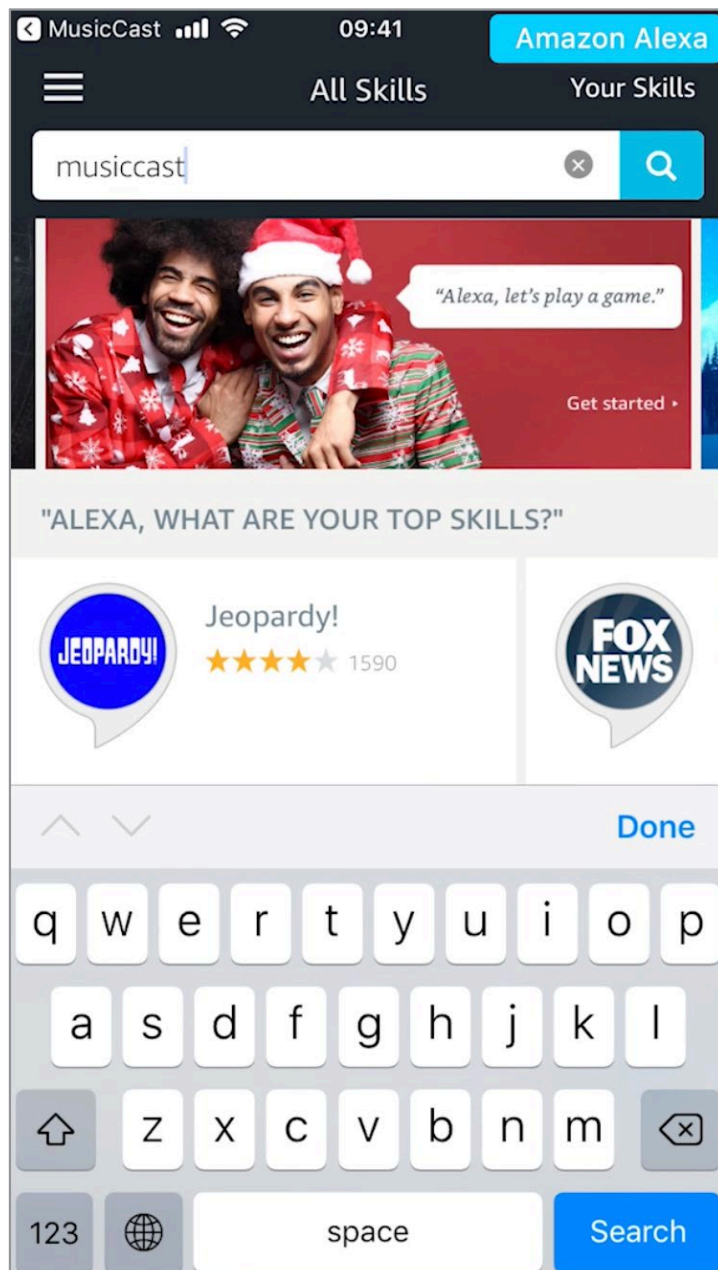 MusicCast 09:41 Amazon Alexa
All Skills Your Skills
musiccast
“Alexa, let’s play a game.”
Get started
"ALEXA, WHAT ARE YOUR TOP SKILLS?"
JEOPARDY!
Jeopardy!
1590
FOX
NEWS
Done
q w e r t y u i o p
a s d f g h j k l
z x c v b n m
123 space Search